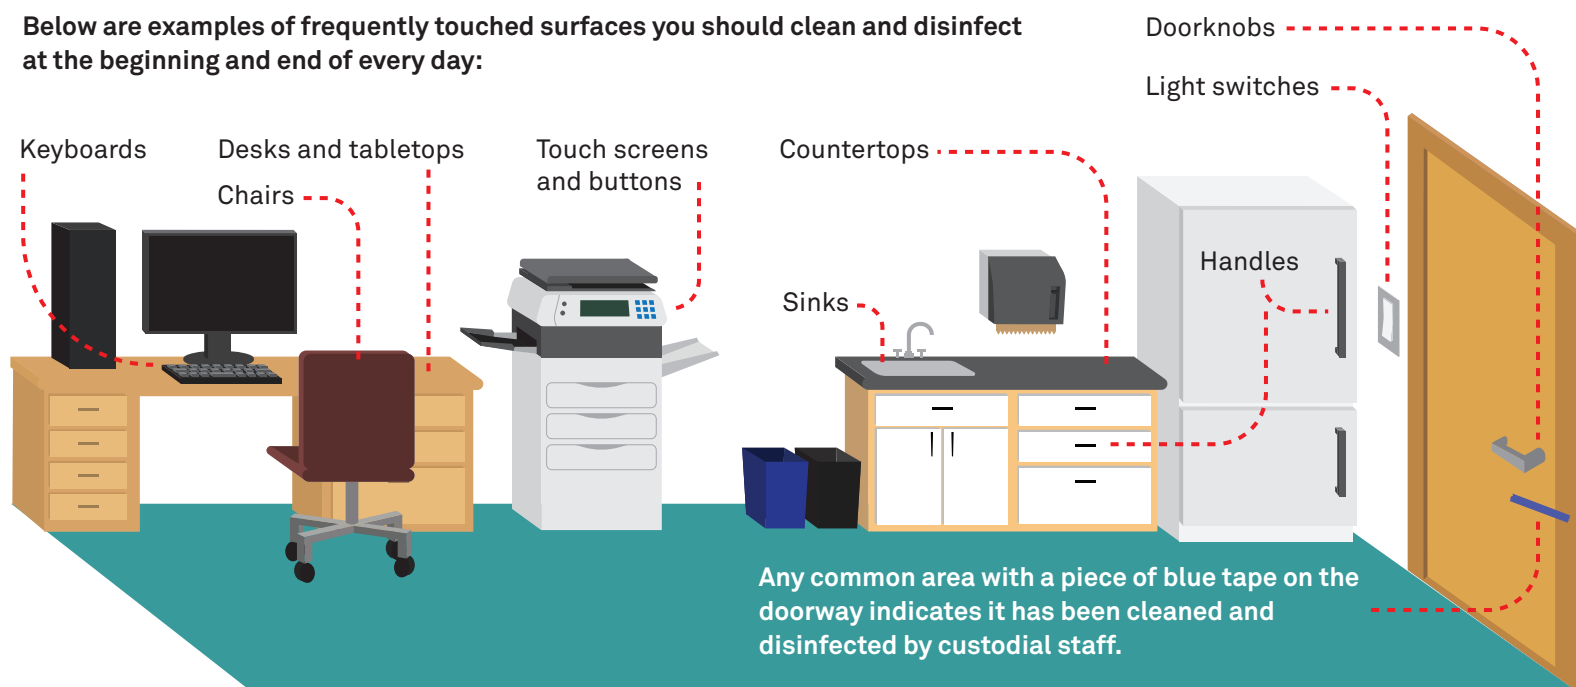 Below are examples of frequently touched surfaces you should clean and disinfect
at the beginning and end of every day:
Doorknobs
Light switches
Keyboards
Desks and tabletops
Chairs
Touch screens
and buttons
Countertops
Handles
Sinks
Any common area with a piece of blue tape on the
doorway indicates it has been cleaned and
disinfected by custodial staff.